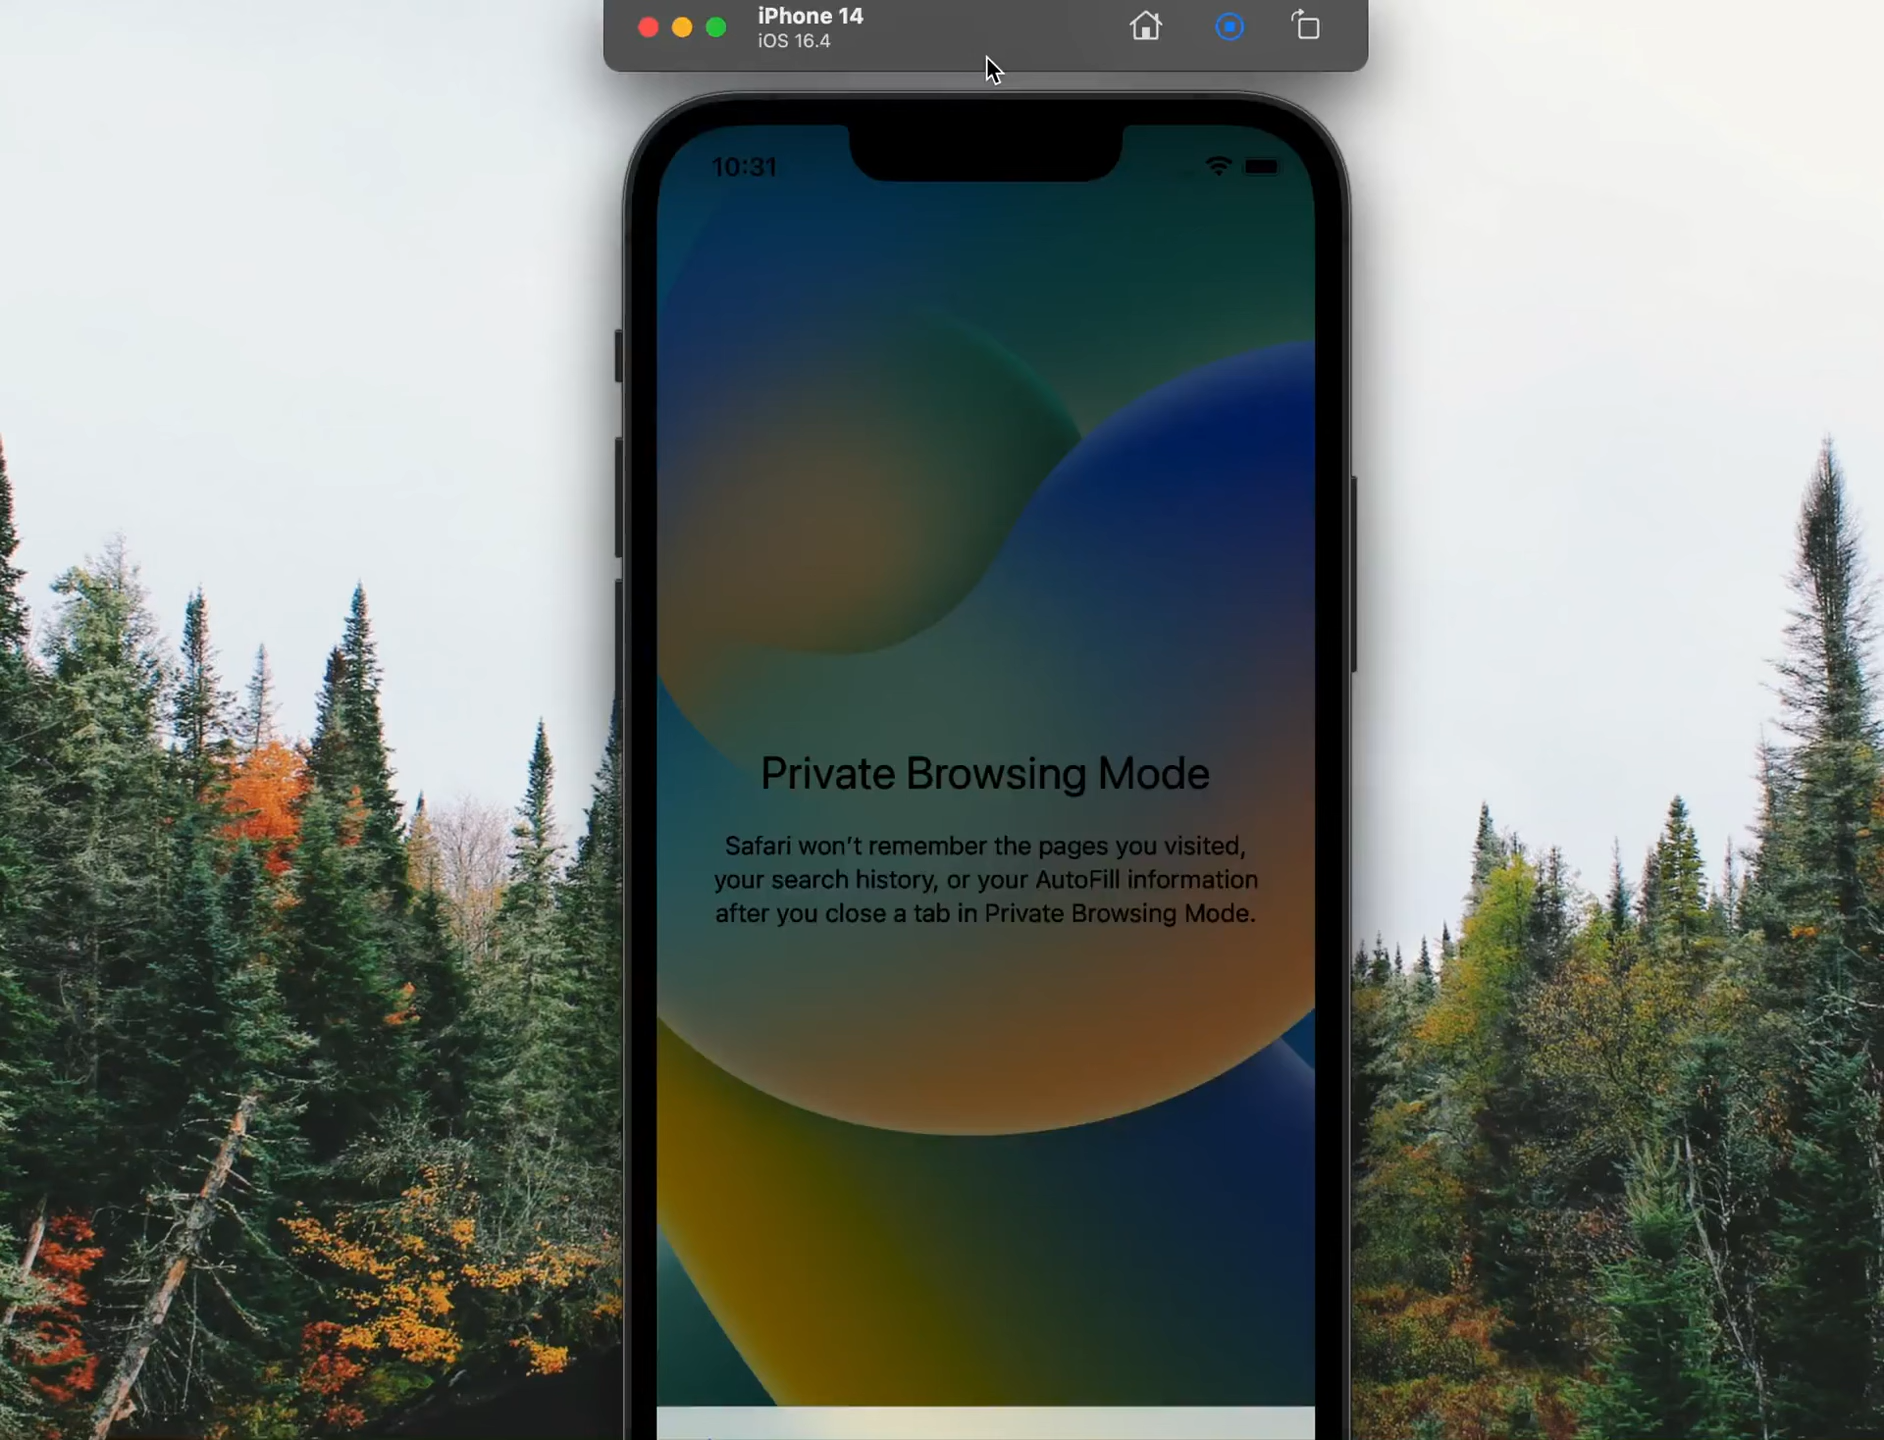 iPhone 14
iOS 16.4
10:31
Private Browsing Mode
Safari won’t remember the pages you visited,
your search history, or your AutoFill information
after you close a tab in Private Browsing Mode.